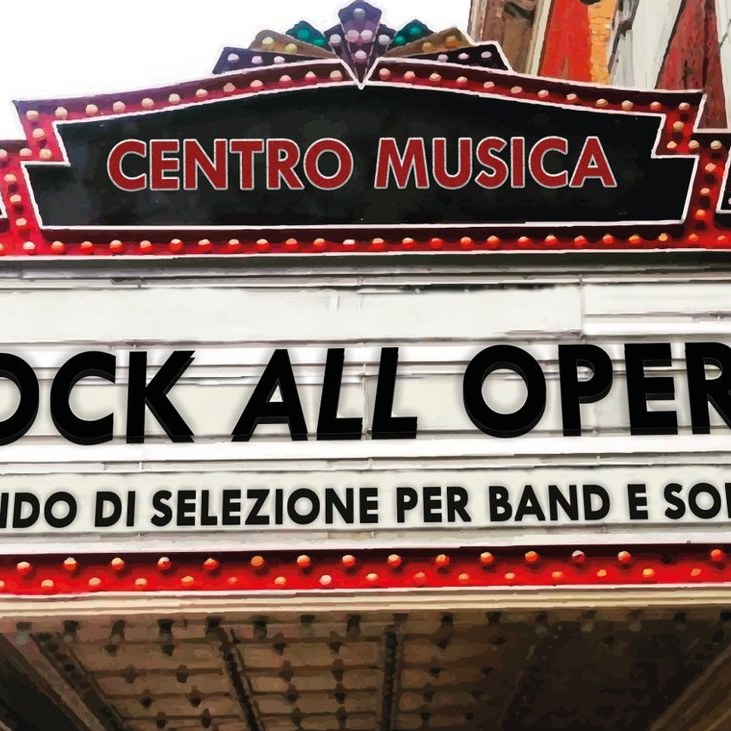 CENTRO MUSICA
OCK ALL OPER
NDO DI SELEZIONE PER BAND E SO